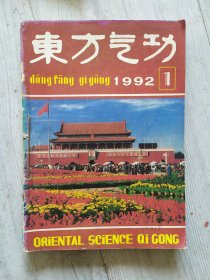 東方气功
dōng fāng qì gōng 1992 1
ORIENTAL SCIENCE QI GONG